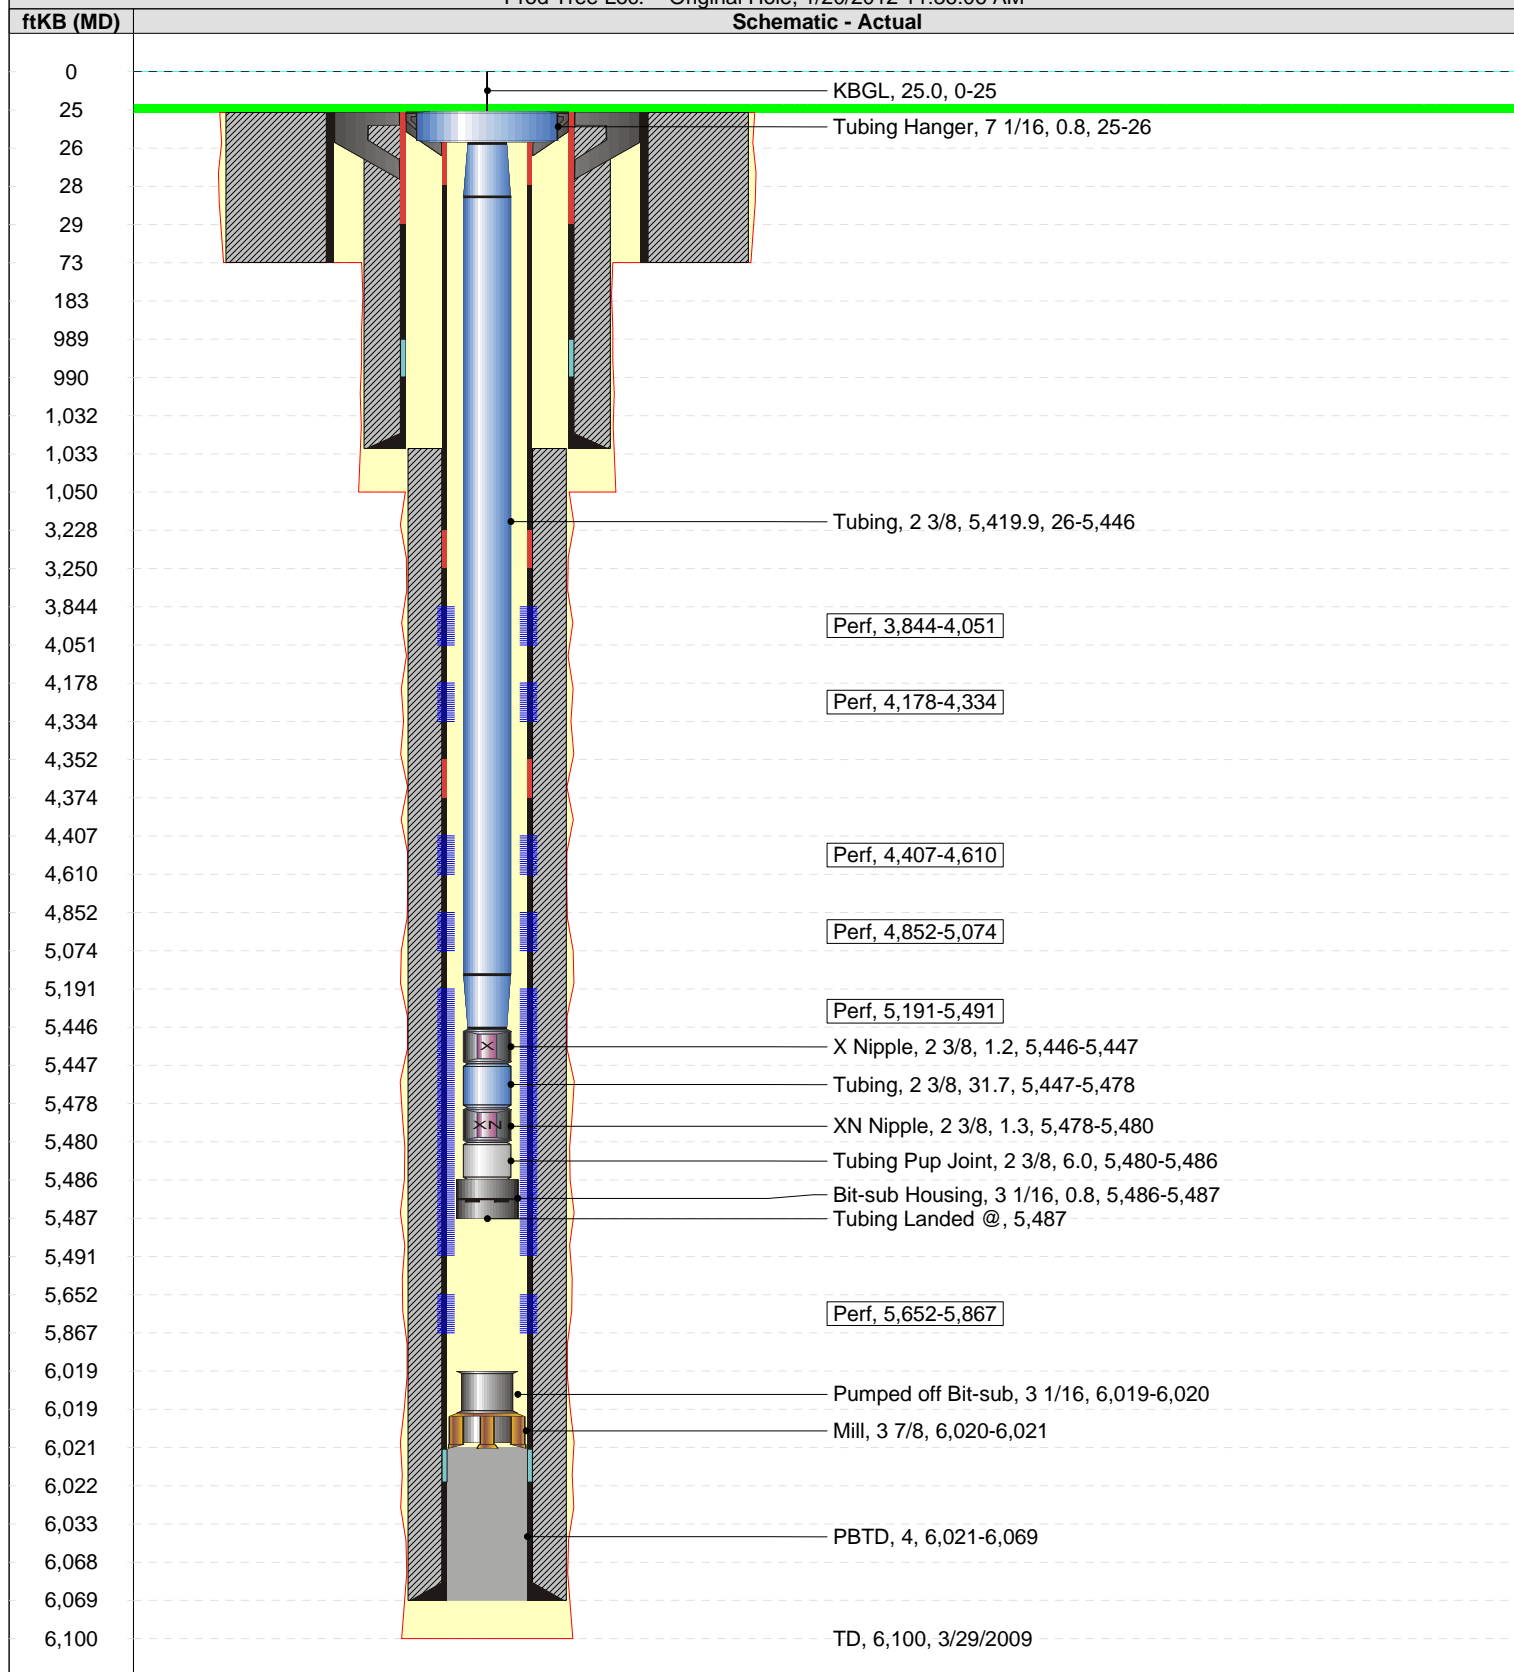 ftKB (MD)
Schematic - Actual
0
KBGL, 25.0, 0-25
25
Tubing Hanger, 7 1/16, 0.8, 25-26
26
28
29
73
183
989
990
1,032
1,033
1,050
Tubing, 2 3/8, 5,419.9, 26-5,446
3,228
3,250
3,844
Perf, 3,844-4,051
4,051
4,178
Perf, 4,178-4,334
4,334
4,352
4,374
4,407
Perf, 4,407-4,610
4,610
4,852
Perf, 4,852-5,074
5,074
5,191
Perf, 5,191-5,491
5,446
X
X Nipple, 2 3/8, 1.2, 5,446-5,447
5,447
Tubing, 2 3/8, 31.7, 5,447-5,478
5,478
XN
XN Nipple, 2 3/8, 1.3, 5,478-5,480
5,480
Tubing Pup Joint, 2 3/8, 6.0, 5,480-5,486
5,486
Bit-sub Housing, 3 1/16, 0.8, 5,486-5,487
5,487
Tubing Landed @, 5,487
5,491
5,652
Perf, 5,652-5,867
5,867
6,019
Pumped off Bit-sub, 3 1/16, 6,019-6,020
6,019
Mill, 3 7/8, 6,020-6,021
6,021
6,022
6,033
PBTD, 4, 6,021-6,069
6,068
6,069
6,100
TD, 6,100, 3/29/2009